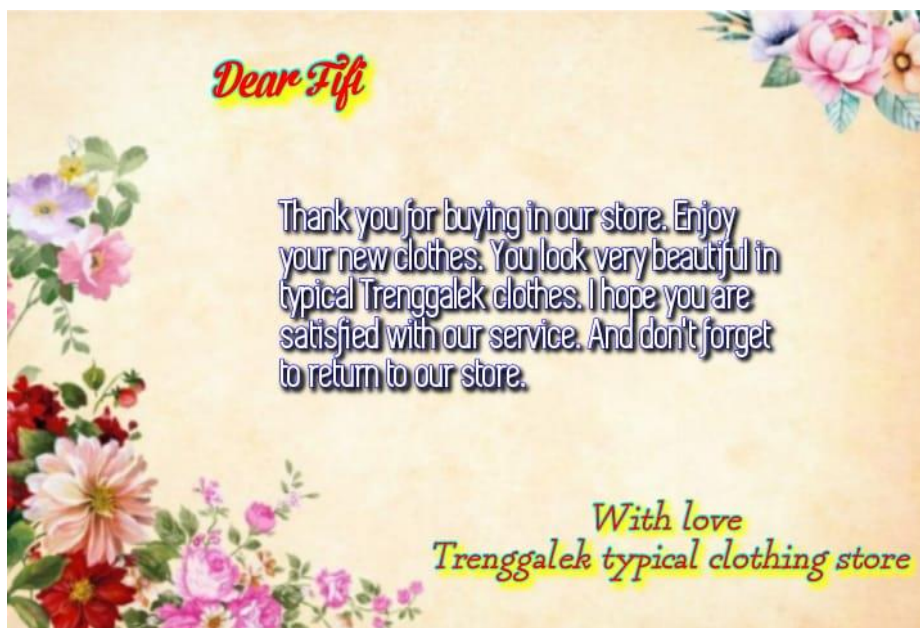 Dear Fifi
Thank you for buying in our store. Enjoy
your new clothes. You look very beautiful in
typical Trenggalek clothes. I hope you are
satisfied with our service. And don't forget
to return to our store.
With love
Trenggalek typical clothing store